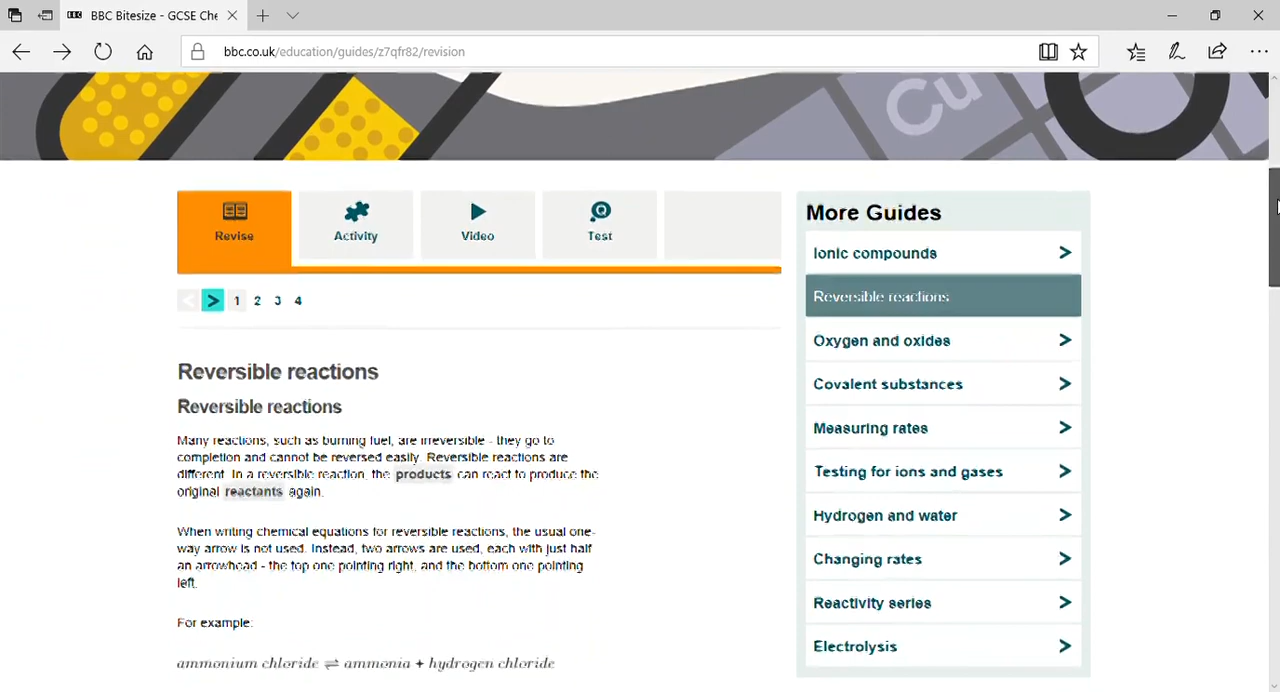 BBC Bitesize - GCSE Che
bbc.co.uk/education/guides/z7qfr82/revision
Cu
Revise
Activity
Video
Test
1 2 3 4
Reversible reactions
Reversible reactions
Many reactions, such as burning fuel, are irreversible - they go to
completion and cannot be reversed easily. Reversible reactions are
different. In a reversible reaction, the products can react to produce the
original reactants again.
When writing chemical equations for reversible reactions, the usual one-
way arrow is not used. Instead, two arrows are used, each with just half
an arrowhead - the top one pointing right, and the bottom one pointing
left.
For example:
ammonium chloride ⇌ ammonia + hydrogen chloride
More Guides
Ionic compounds
Reversible reactions
Oxygen and oxides
Covalent substances
Measuring rates
Testing for ions and gases
Hydrogen and water
Changing rates
Reactivity series
Electrolysis